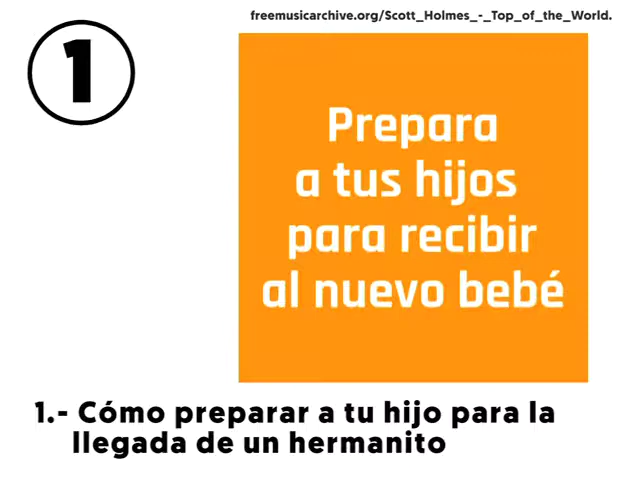 freemusicarchive.org/Scott_Holmes_-_Top_of_the_World.
1
Prepara
a tus hijos
para recibir
al nuevo bebé
1.- Cómo preparar a tu hijo para la
llegada de un hermanito